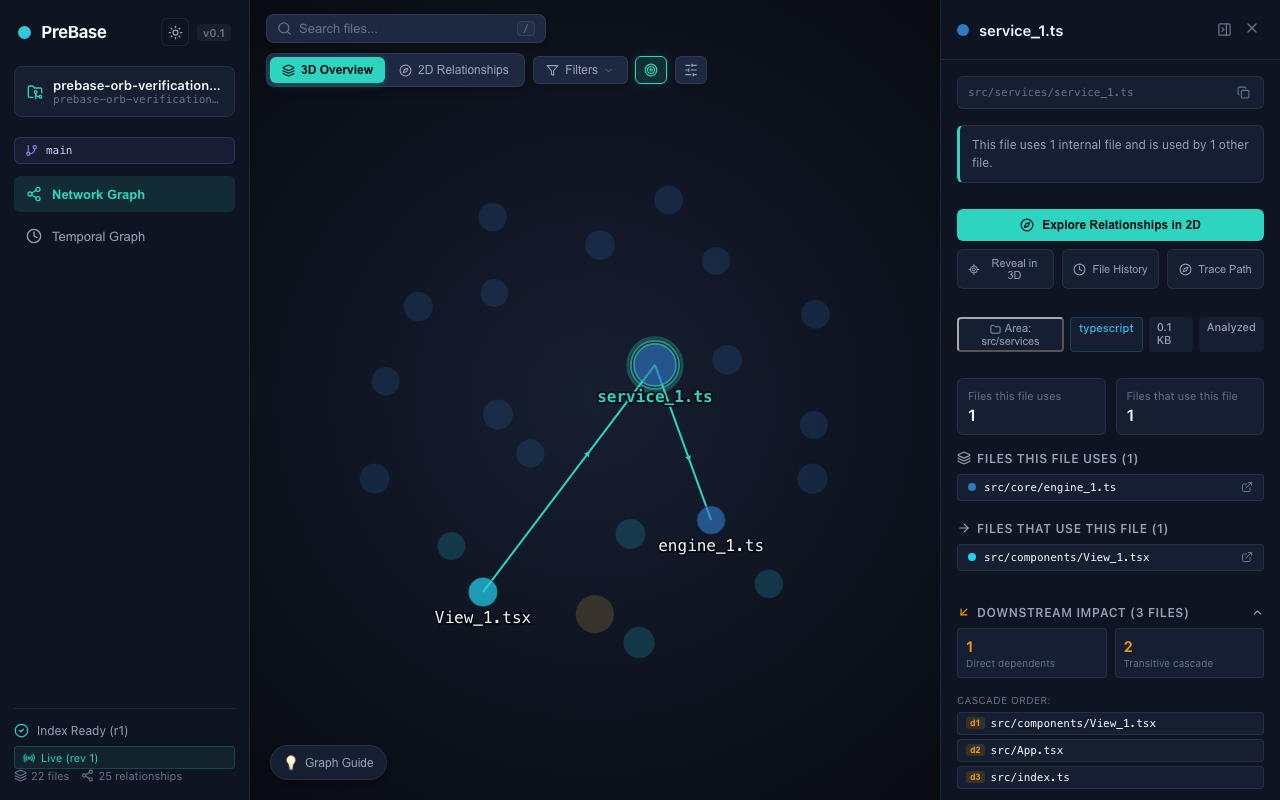 PreBase
v0.1
prebase-orb-verification...
prebase-orb-verification…
main
Network Graph
Temporal Graph
Index Ready (r1)
Live (rev 1)
22 files
25 relationships
Search files...
/
3D Overview
2D Relationships
Filters
service_1.ts
engine_1.ts
View_1.tsx
Graph Guide
service_1.ts
src/services/service_1.ts
This file uses 1 internal file and is used by 1 other
file.
Explore Relationships in 2D
Reveal in
3D
File History
Trace Path
Area:
src/services
typescript
0.1
KB
Analyzed
Files this file uses
1
Files that use this file
1
FILES THIS FILE USES (1)
src/core/engine_1.ts
FILES THAT USE THIS FILE (1)
src/components/View_1.tsx
DOWNSTREAM IMPACT (3 FILES)
1
Direct dependents
2
Transitive cascade
CASCADE ORDER:
d1 src/components/View_1.tsx
d2 src/App.tsx
d3 src/index.ts